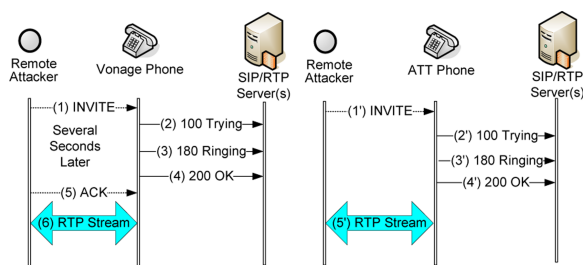 Remote
Attacker
Vonage Phone
SIP/RTP
Server(s)
(1) INVITE
Several
Seconds
Later
(2) 100 Trying
(3) 180 Ringing
(4) 200 OK
(5) ACK
(6) RTP Stream
Remote
Attacker
ATT Phone
SIP/RTP
Server(s)
(1') INVITE
(2') 100 Trying
(3') 180 Ringing
(4') 200 OK
(5') RTP Stream